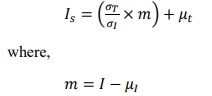 I_s = (σ_T / σ_I × m) + μ_t
where,
m = I − μ_I